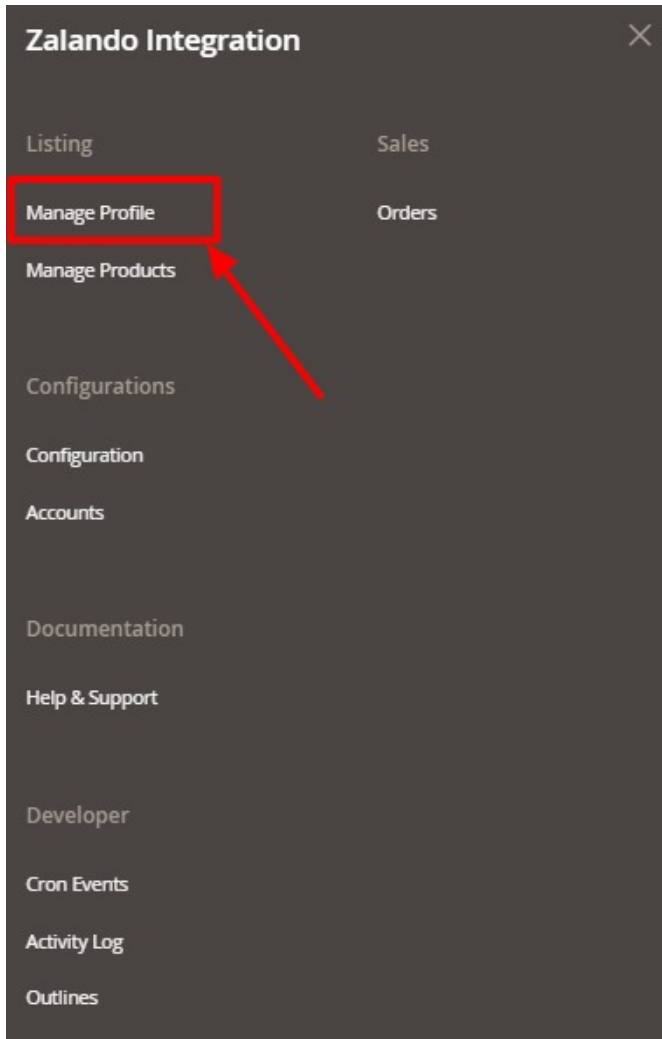 Zalando Integration
Listing
Manage Profile
Manage Products
Sales
Orders
Configurations
Configuration
Accounts
Documentation
Help & Support
Developer
Cron Events
Activity Log
Outlines